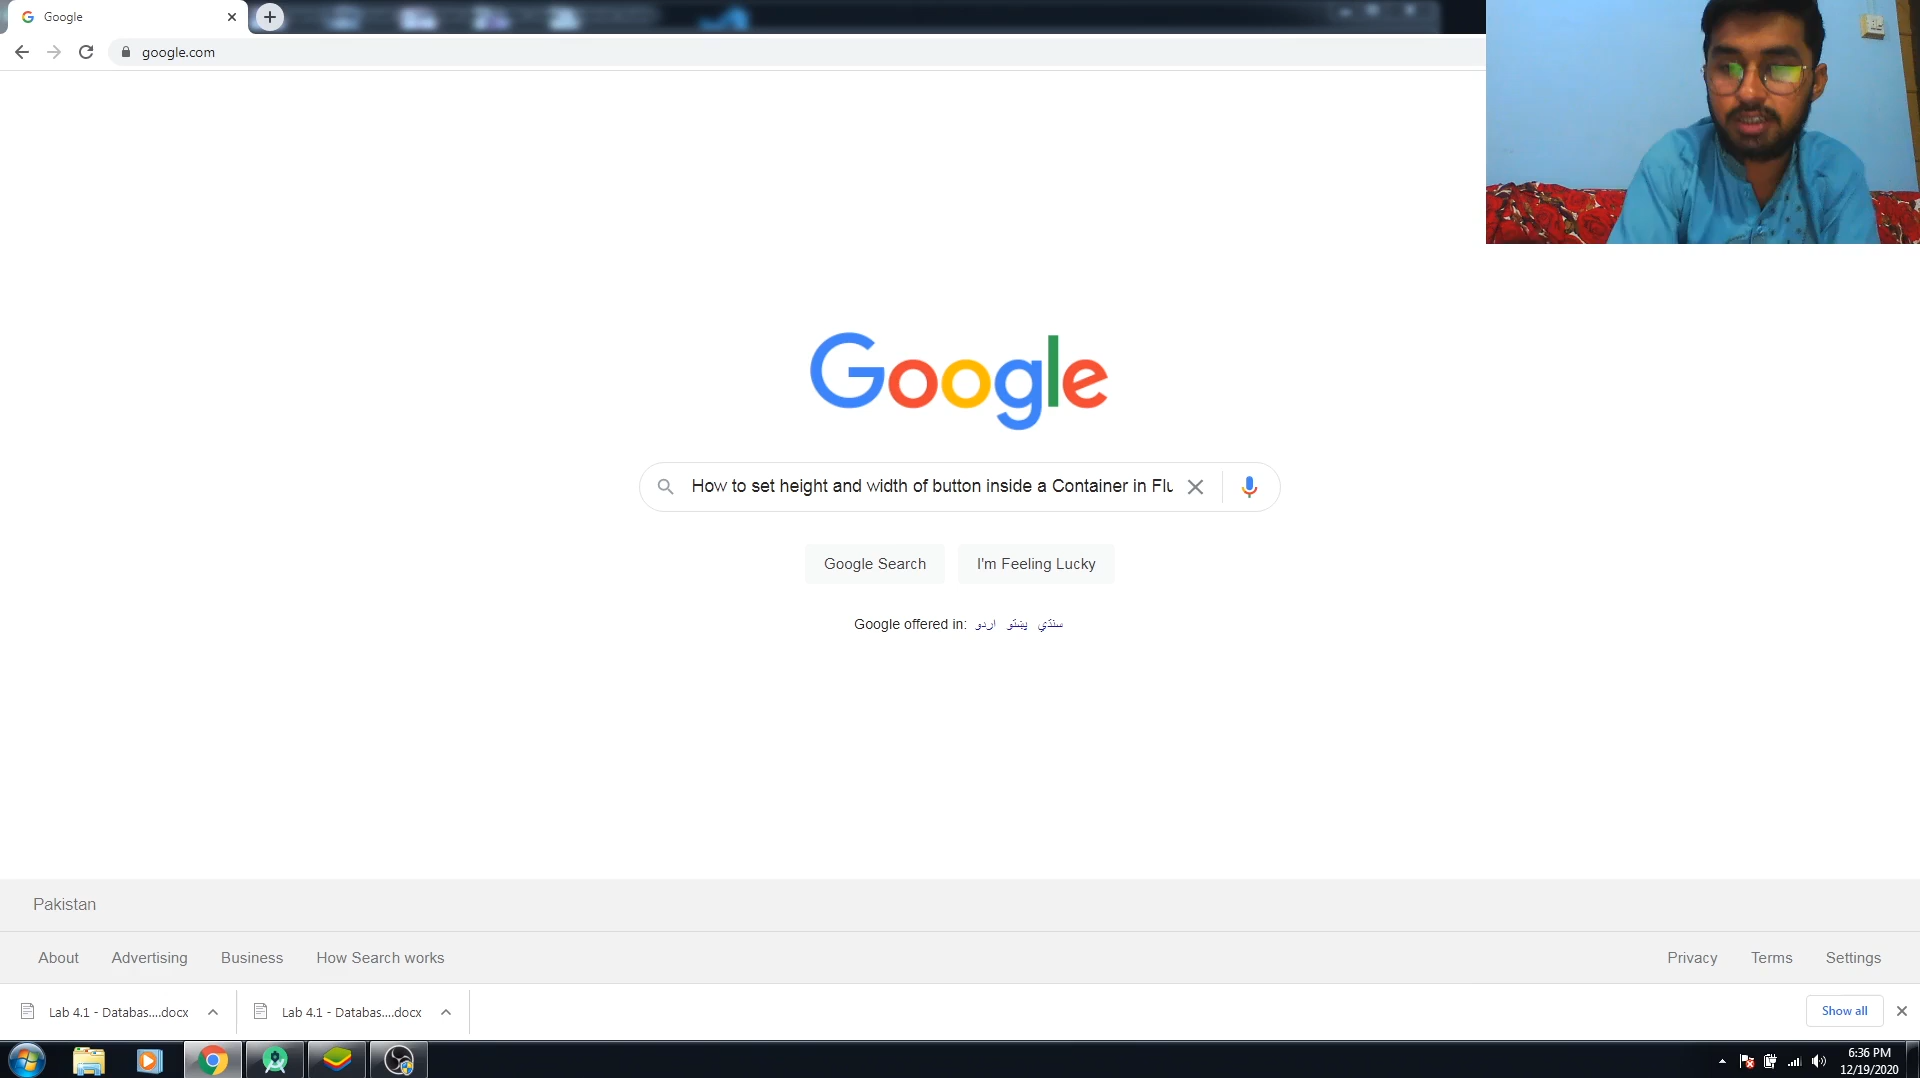 Google
google.com
Google
How to set height and width of button inside a Container in Flu
Google Search
I'm Feeling Lucky
Google offered in: اردو پښتو سنڌي
Pakistan
About Advertising Business How Search works
Privacy Terms Settings
Lab 4.1 - Databas....docx
Lab 4.1 - Databas....docx
Show all
6:36 PM
12/19/2020